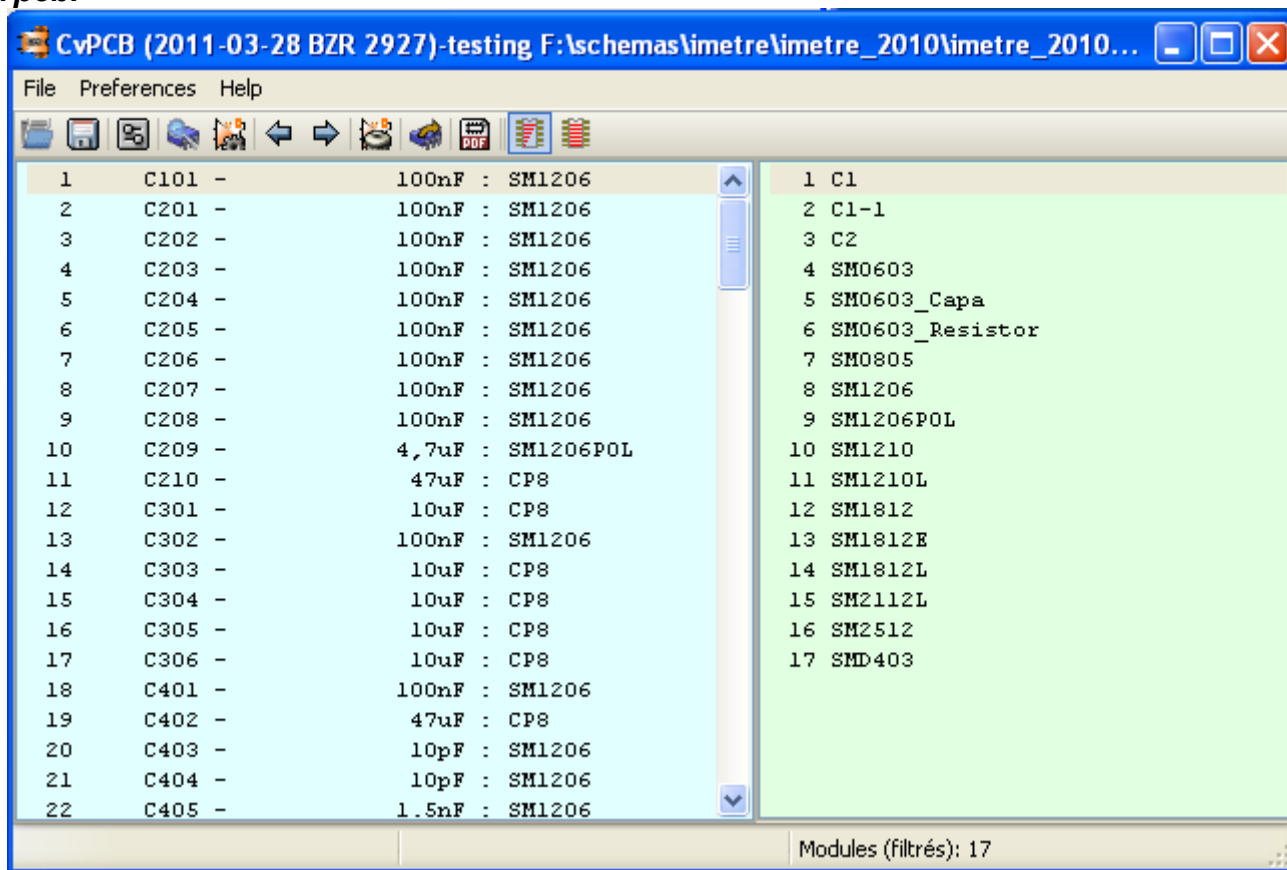 pcb.
CvPCB (2011-03-28 BZR 2927)-testing F:\schemas\imetre\imetre_2010\imetre_2010...
File Preferences Help
PDF
1 C101 - 100nF : SM1206
2 C201 - 100nF : SM1206
3 C202 - 100nF : SM1206
4 C203 - 100nF : SM1206
5 C204 - 100nF : SM1206
6 C205 - 100nF : SM1206
7 C206 - 100nF : SM1206
8 C207 - 100nF : SM1206
9 C208 - 100nF : SM1206
10 C209 - 4,7uF : SM1206POL
11 C210 - 47uF : CP8
12 C301 - 10uF : CP8
13 C302 - 100nF : SM1206
14 C303 - 10uF : CP8
15 C304 - 10uF : CP8
16 C305 - 10uF : CP8
17 C306 - 10uF : CP8
18 C401 - 100nF : SM1206
19 C402 - 47uF : CP8
20 C403 - 10pF : SM1206
21 C404 - 10pF : SM1206
22 C405 - 1.5nF : SM1206
1 C1
2 C1-1
3 C2
4 SM0603
5 SM0603_Capa
6 SM0603_Resistor
7 SM0805
8 SM1206
9 SM1206POL
10 SM1210
11 SM1210L
12 SM1812
13 SM1812E
14 SM1812L
15 SM2112L
16 SM2512
17 SMD403
Modules (filtrés): 17